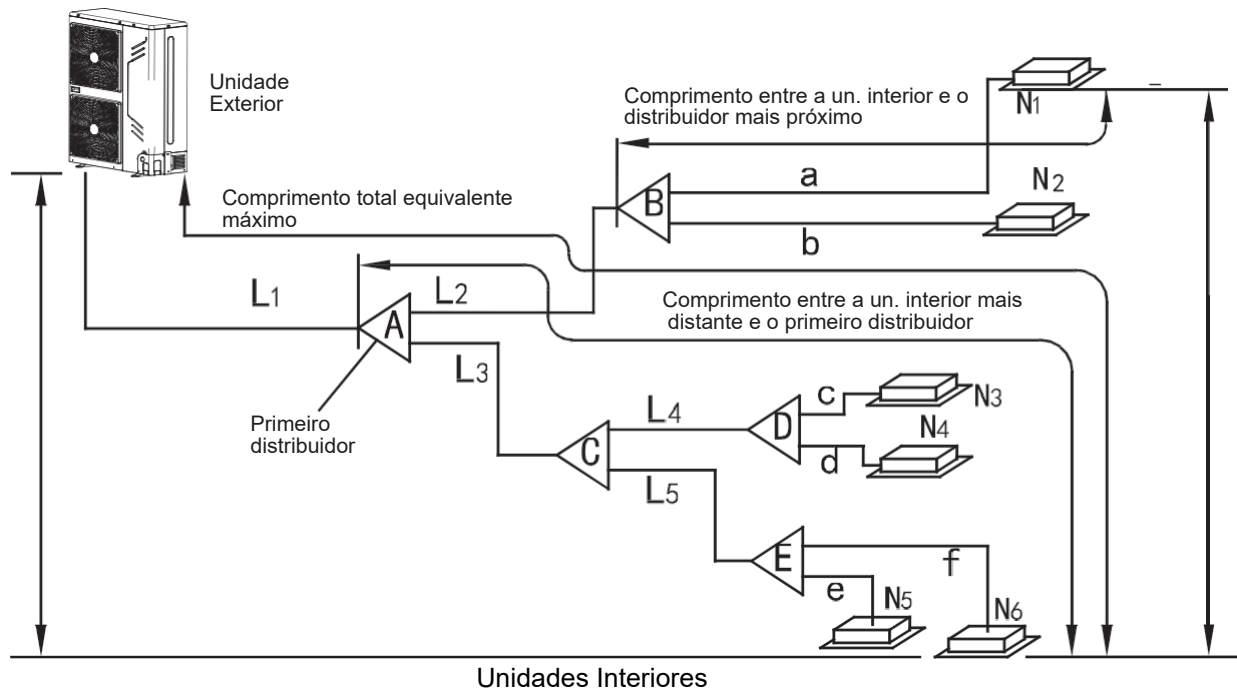 Unidade
Exterior
Comprimento entre a un. interior e o
distribuidor mais próximo
N1
a
N2
Comprimento total equivalente
máximo
B
b
L1
L2
Comprimento entre a un. interior mais
distante e o primeiro distribuidor
A
L3
c
N3
Primeiro
distribuidor
L4
D
N4
C
d
L5
E
f
e
N5
N6
Unidades Interiores